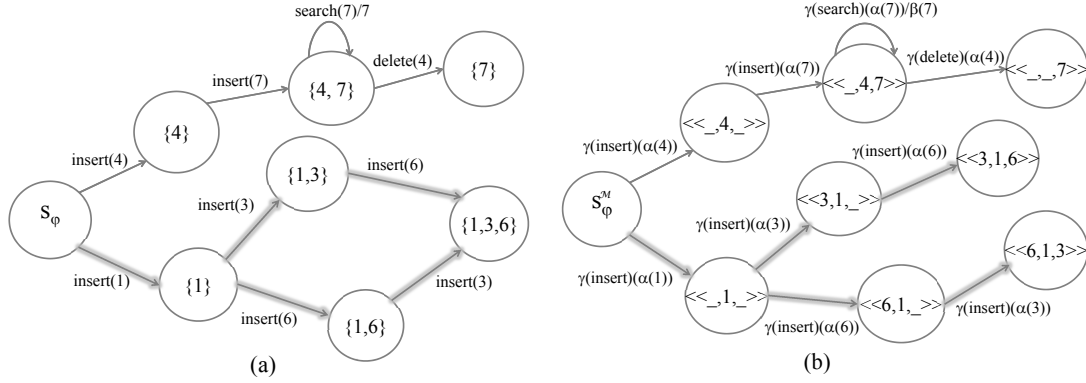 search(7)/7
insert(7)
delete(4)
{7}
{4, 7}
{4}
insert(4)
{1,3}
insert(6)
Sφ
insert(3)
{1,3,6}
insert(1)
{1}
insert(3)
insert(6)
{1,6}
(a)
γ(search)(α(7))/β(7)
γ(insert)(α(7))
γ(delete)(α(4))
<<_,_,7>>
<<_,4,7>>
<<_,4,_>>
γ(insert)(α(4))
γ(insert)(α(6))
<<3,1,6>>
S^M_φ
<<3,1,_>>
γ(insert)(α(3))
γ(insert)(α(1))
<<6,1,3>>
<<_,1,_>>
<<6,1,_>>
γ(insert)(α(6))
γ(insert)(α(3))
(b)